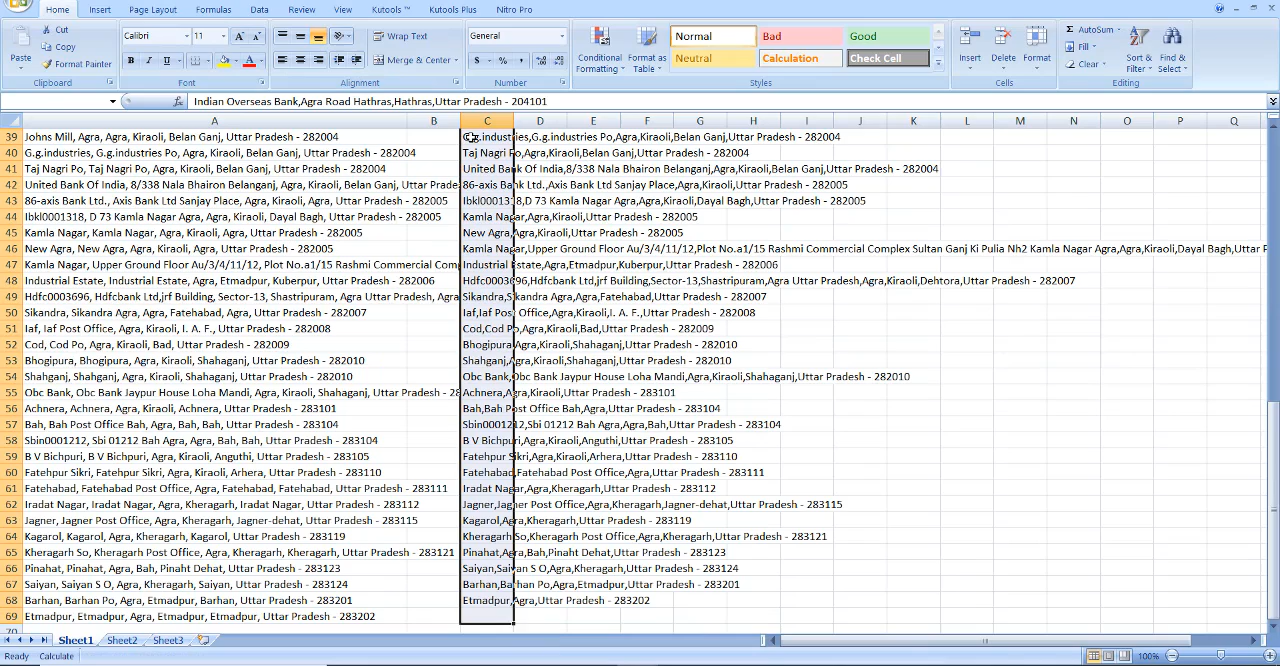 Home Insert Page Layout Formulas Data Review View Kutools ™ Kutools Plus Nitro Pro
Paste
Cut
Copy
Format Painter
Clipboard
Calibri 11
B I U
Font
Wrap Text
Merge & Center
Alignment
General
$ % ,
Number
Conditional Formatting
Format as Table
Normal Bad Good
Neutral Calculation Check Cell
Styles
Insert Delete Format
Cells
Σ AutoSum
Fill
Clear
Sort & Filter
Find & Select
Editing
fx Indian Overseas Bank,Agra Road Hathras,Hathras,Uttar Pradesh - 204101
A B C D E F G H I J K L M N O P Q
39 Johns Mill, Agra, Agra, Kiraoli, Belan Ganj, Uttar Pradesh - 282004 G.g.industries,G.g.industries Po,Agra,Kiraoli,Belan Ganj,Uttar Pradesh - 282004
40 G.g.industries, G.g.industries Po, Agra, Kiraoli, Belan Ganj, Uttar Pradesh - 282004 Taj Nagri Po,Agra,Kiraoli,Belan Ganj,Uttar Pradesh - 282004
41 Taj Nagri Po, Taj Nagri Po, Agra, Kiraoli, Belan Ganj, Uttar Pradesh - 282004 United Bank Of India,8/338 Nala Bhairon Belanganj,Agra,Kiraoli,Belan Ganj,Uttar Pradesh - 282004
42 United Bank Of India, 8/338 Nala Bhairon Belanganj, Agra, Kiraoli, Belan Ganj, Uttar Prade 86-axis Bank Ltd.,Axis Bank Ltd Sanjay Place,Agra,Kiraoli,Uttar Pradesh - 282005
43 86-axis Bank Ltd., Axis Bank Ltd Sanjay Place, Agra, Kiraoli, Agra, Uttar Pradesh - 282005 Ibkl0001318,D 73 Kamla Nagar Agra,Agra,Kiraoli,Dayal Bagh,Uttar Pradesh - 282005
44 Ibkl0001318, D 73 Kamla Nagar Agra, Agra, Kiraoli, Dayal Bagh, Uttar Pradesh - 282005 Kamla Nagar,Agra,Kiraoli,Uttar Pradesh - 282005
45 Kamla Nagar, Kamla Nagar, Agra, Kiraoli, Agra, Uttar Pradesh - 282005 New Agra,Agra,Kiraoli,Uttar Pradesh - 282005
46 New Agra, New Agra, Agra, Kiraoli, Agra, Uttar Pradesh - 282005 Kamla Nagar,Upper Ground Floor Au/3/4/11/12,Plot No.a1/15 Rashmi Commercial Complex Sultan Ganj Ki Pulia Nh2 Kamla Nagar Agra,Agra,Kiraoli,Dayal Bagh,Uttar P
47 Kamla Nagar, Upper Ground Floor Au/3/4/11/12, Plot No.a1/15 Rashmi Commercial Com Industrial Estate,Agra,Etmadpur,Kuberpur,Uttar Pradesh - 282006
48 Industrial Estate, Industrial Estate, Agra, Etmadpur, Kuberpur, Uttar Pradesh - 282006 Hdfc0003696,Hdfcbank Ltd,jrf Building,Sector-13,Shastripuram,Agra Uttar Pradesh,Agra,Kiraoli,Dehtora,Uttar Pradesh - 282007
49 Hdfc0003696, Hdfcbank Ltd,jrf Building, Sector-13, Shastripuram, Agra Uttar Pradesh, Agra Sikandra,Sikandra Agra,Agra,Fatehabad,Uttar Pradesh - 282007
50 Sikandra, Sikandra Agra, Agra, Fatehabad, Agra, Uttar Pradesh - 282007 Iaf,Iaf Post Office,Agra,Kiraoli,I. A. F.,Uttar Pradesh - 282008
51 Iaf, Iaf Post Office, Agra, Kiraoli, I. A. F., Uttar Pradesh - 282008 Cod,Cod Po,Agra,Kiraoli,Bad,Uttar Pradesh - 282009
52 Cod, Cod Po, Agra, Kiraoli, Bad, Uttar Pradesh - 282009 Bhogipura,Agra,Kiraoli,Shahaganj,Uttar Pradesh - 282010
53 Bhogipura, Bhogipura, Agra, Kiraoli, Shahaganj, Uttar Pradesh - 282010 Shahganj,Agra,Kiraoli,Shahaganj,Uttar Pradesh - 282010
54 Shahganj, Shahganj, Agra, Kiraoli, Shahaganj, Uttar Pradesh - 282010 Obc Bank,Obc Bank Jaypur House Loha Mandi,Agra,Kiraoli,Shahaganj,Uttar Pradesh - 282010
55 Obc Bank, Obc Bank Jaypur House Loha Mandi, Agra, Kiraoli, Shahaganj, Uttar Pradesh - 28 Achnera,Agra,Kiraoli,Uttar Pradesh - 283101
56 Achnera, Achnera, Agra, Kiraoli, Achnera, Uttar Pradesh - 283101 Bah,Bah Post Office Bah,Agra,Uttar Pradesh - 283104
57 Bah, Bah Post Office Bah, Agra, Bah, Bah, Uttar Pradesh - 283104 Sbin0001212,Sbi 01212 Bah Agra,Agra,Bah,Uttar Pradesh - 283104
58 Sbin0001212, Sbi 01212 Bah Agra, Agra, Bah, Bah, Uttar Pradesh - 283104 B V Bichpuri,Agra,Kiraoli,Anguthi,Uttar Pradesh - 283105
59 B V Bichpuri, B V Bichpuri, Agra, Kiraoli, Anguthi, Uttar Pradesh - 283105 Fatehpur Sikri,Agra,Kiraoli,Arhera,Uttar Pradesh - 283110
60 Fatehpur Sikri, Fatehpur Sikri, Agra, Kiraoli, Arhera, Uttar Pradesh - 283110 Fatehabad,Fatehabad Post Office,Agra,Uttar Pradesh - 283111
61 Fatehabad, Fatehabad Post Office, Agra, Fatehabad, Fatehabad, Uttar Pradesh - 283111 Iradat Nagar,Agra,Kheragarh,Uttar Pradesh - 283112
62 Iradat Nagar, Iradat Nagar, Agra, Kheragarh, Iradat Nagar, Uttar Pradesh - 283112 Jagner,Jagner Post Office,Agra,Kheragarh,Jagner-dehat,Uttar Pradesh - 283115
63 Jagner, Jagner Post Office, Agra, Kheragarh, Jagner-dehat, Uttar Pradesh - 283115 Kagarol,Agra,Kheragarh,Uttar Pradesh - 283119
64 Kagarol, Kagarol, Agra, Kheragarh, Kagarol, Uttar Pradesh - 283119 Kheragarh So,Kheragarh Post Office,Agra,Kheragarh,Uttar Pradesh - 283121
65 Kheragarh So, Kheragarh Post Office, Agra, Kheragarh, Kheragarh, Uttar Pradesh - 283121 Pinahat,Agra,Bah,Pinaht Dehat,Uttar Pradesh - 283123
66 Pinahat, Pinahat, Agra, Bah, Pinaht Dehat, Uttar Pradesh - 283123 Saiyan,Saiyan S O,Agra,Kheragarh,Uttar Pradesh - 283124
67 Saiyan, Saiyan S O, Agra, Kheragarh, Saiyan, Uttar Pradesh - 283124 Barhan,Barhan Po,Agra,Etmadpur,Uttar Pradesh - 283201
68 Barhan, Barhan Po, Agra, Etmadpur, Barhan, Uttar Pradesh - 283201 Etmadpur,Agra,Uttar Pradesh - 283202
69 Etmadpur, Etmadpur, Agra, Etmadpur, Etmadpur, Uttar Pradesh - 283202
70
Sheet1 Sheet2 Sheet3
Ready Calculate 100%